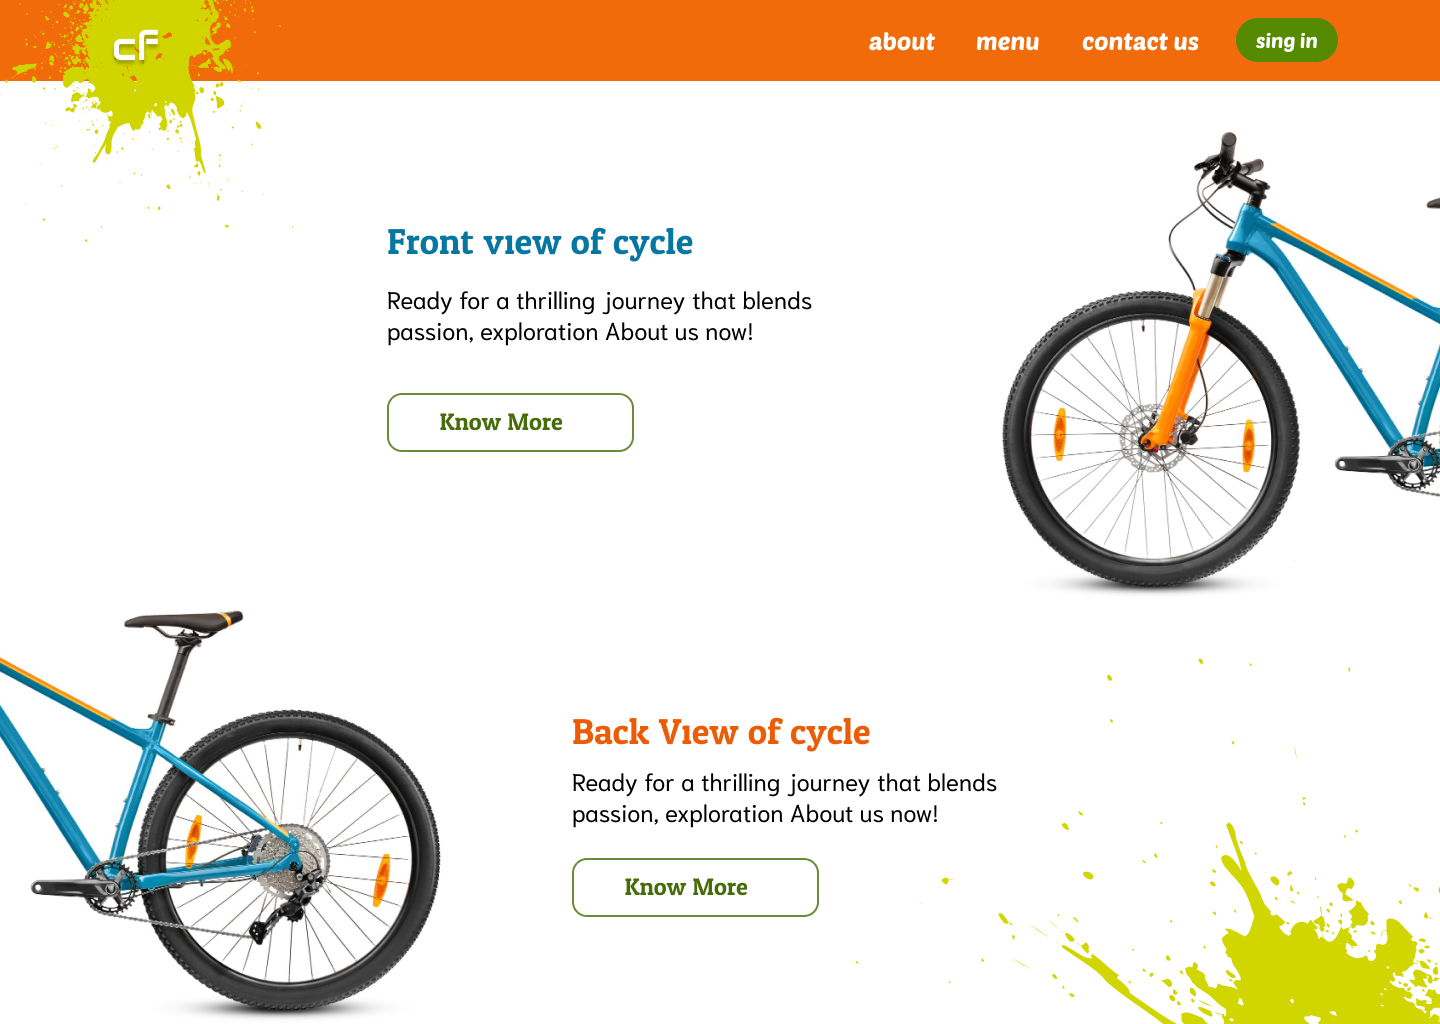 cF
about menu contact us sing in
Front vıew of cycle
Ready for a thrilling journey that blends
passion, exploration About us now!
Know More
Back Vıew of cycle
Ready for a thrilling journey that blends
passion, exploration About us now!
Know More